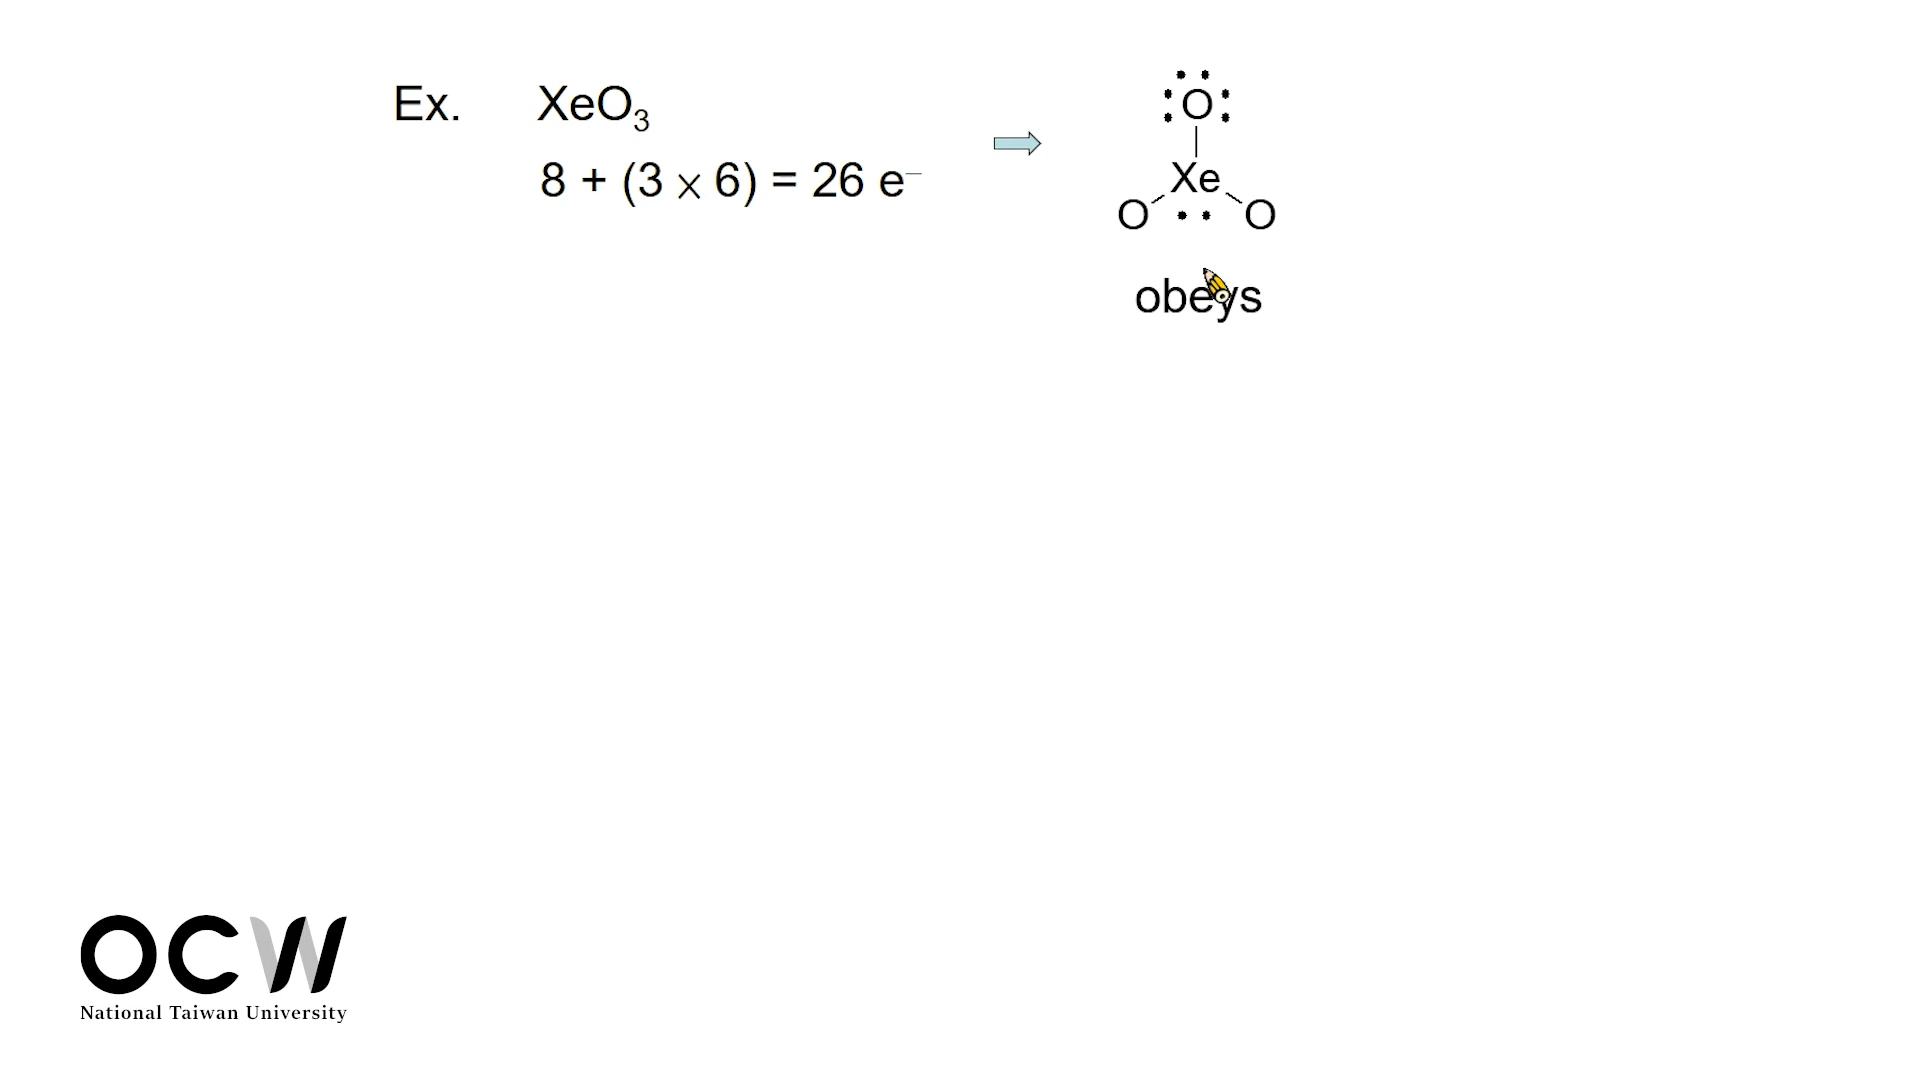 Ex. XeO₃
8 + (3 × 6) = 26 e⁻
O
Xe
O O
obeys
OCW
National Taiwan University